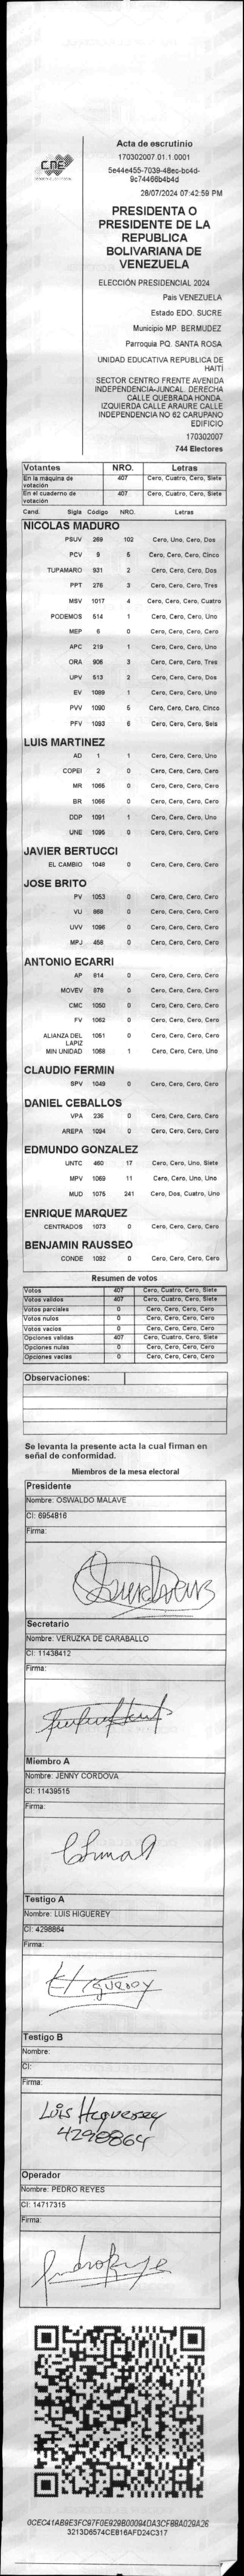 CNE
Acta de escrutinio
170302007.01.1.0001
5e44e455-7039-48ec-bc4d-
9c74466b4b4d
28/07/2024 07:42:59 PM
PRESIDENTA O
PRESIDENTE DE LA
REPUBLICA
BOLIVARIANA DE
VENEZUELA
ELECCIÓN PRESIDENCIAL 2024
País VENEZUELA
Estado EDO. SUCRE
Municipio MP. BERMUDEZ
Parroquia PQ. SANTA ROSA
UNIDAD EDUCATIVA REPUBLICA DE
HAITÍ
SECTOR CENTRO FRENTE AVENIDA
INDEPENDENCIA-JUNCAL. DERECHA
CALLE QUEBRADA HONDA.
IZQUIERDA CALLE ARAURE CALLE
INDEPENDENCIA NO 62 CARUPANO
EDIFICIO
170302007
744 Electores
Votantes NRO. Letras
En la máquina de votación 407 Cero, Cuatro, Cero, Siete
En el cuaderno de votación 407 Cero, Cuatro, Cero, Siete
Cand. Sigla Código NRO. Letras
NICOLAS MADURO
PSUV 269 102 Cero, Uno, Cero, Dos
PCV 9 5 Cero, Cero, Cero, Cinco
TUPAMARO 931 2 Cero, Cero, Cero, Dos
PPT 276 3 Cero, Cero, Cero, Tres
MSV 1017 4 Cero, Cero, Cero, Cuatro
PODEMOS 514 1 Cero, Cero, Cero, Uno
MEP 6 0 Cero, Cero, Cero, Cero
APC 219 1 Cero, Cero, Cero, Uno
ORA 908 3 Cero, Cero, Cero, Tres
UPV 513 2 Cero, Cero, Cero, Dos
EV 1089 1 Cero, Cero, Cero, Uno
PVV 1090 5 Cero, Cero, Cero, Cinco
PFV 1093 6 Cero, Cero, Cero, Seis
LUIS MARTINEZ
AD 1 1 Cero, Cero, Cero, Uno
COPEI 2 0 Cero, Cero, Cero, Cero
MR 1065 0 Cero, Cero, Cero, Cero
BR 1066 0 Cero, Cero, Cero, Cero
DDP 1091 1 Cero, Cero, Cero, Uno
UNE 1095 0 Cero, Cero, Cero, Cero
JAVIER BERTUCCI
EL CAMBIO 1048 0 Cero, Cero, Cero, Cero
JOSE BRITO
PV 1053 0 Cero, Cero, Cero, Cero
VU 868 0 Cero, Cero, Cero, Cero
UVV 1096 0 Cero, Cero, Cero, Cero
MPJ 458 0 Cero, Cero, Cero, Cero
ANTONIO ECARRI
AP 814 0 Cero, Cero, Cero, Cero
MOVEV 879 0 Cero, Cero, Cero, Cero
CMC 1050 0 Cero, Cero, Cero, Cero
FV 1062 0 Cero, Cero, Cero, Cero
ALIANZA DEL LAPIZ 1051 0 Cero, Cero, Cero, Cero
MIN UNIDAD 1068 1 Cero, Cero, Cero, Uno
CLAUDIO FERMIN
SPV 1049 0 Cero, Cero, Cero, Cero
DANIEL CEBALLOS
VPA 236 0 Cero, Cero, Cero, Cero
AREPA 1094 0 Cero, Cero, Cero, Cero
EDMUNDO GONZALEZ
UNTC 460 17 Cero, Cero, Uno, Siete
MPV 1069 11 Cero, Cero, Uno, Uno
MUD 1075 241 Cero, Dos, Cuatro, Uno
ENRIQUE MARQUEZ
CENTRADOS 1073 0 Cero, Cero, Cero, Cero
BENJAMIN RAUSSEO
CONDE 1092 0 Cero, Cero, Cero, Cero
Resumen de votos
Votos 407 Cero, Cuatro, Cero, Siete
Votos validos 407 Cero, Cuatro, Cero, Siete
Votos parciales 0 Cero, Cero, Cero, Cero
Votos nulos 0 Cero, Cero, Cero, Cero
Votos vacios 0 Cero, Cero, Cero, Cero
Opciones validas 407 Cero, Cuatro, Cero, Siete
Opciones nulas 0 Cero, Cero, Cero, Cero
Opciones vacias 0 Cero, Cero, Cero, Cero
Observaciones:
Se levanta la presente acta la cual firman en
señal de conformidad.
Miembros de la mesa electoral
Presidente
Nombre: OSWALDO MALAVE
CI: 6954816
Firma:
Secretario
Nombre: VERUZKA DE CARABALLO
CI: 11438412
Firma:
Miembro A
Nombre: JENNY CORDOVA
CI: 11439515
Firma:
Testigo A
Nombre: LUIS HIGUEREY
CI: 4298864
Firma:
Testigo B
Nombre:
CI:
Firma:
Luis Heguerey
4298864
Operador
Nombre: PEDRO REYES
CI: 14717315
Firma: